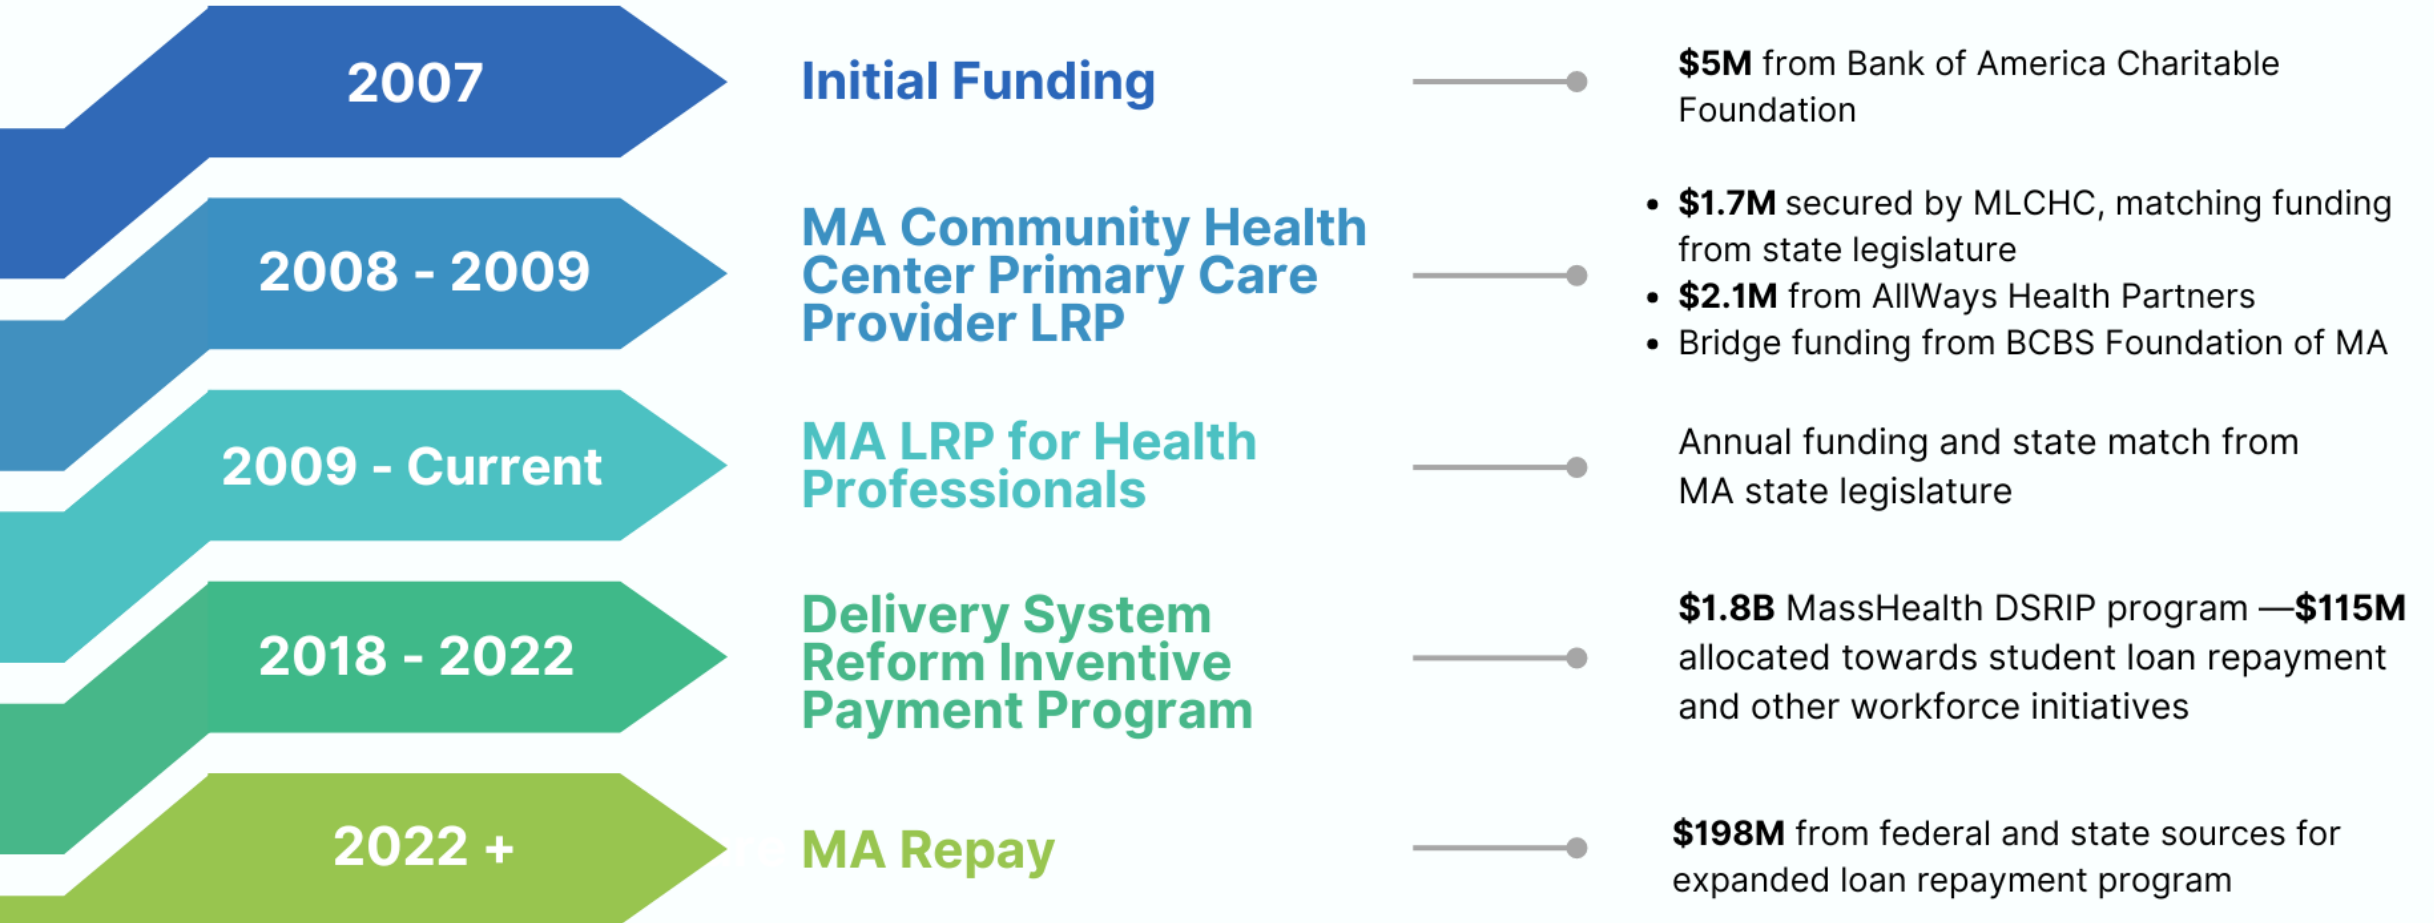 2007
Initial Funding
$5M from Bank of America Charitable
Foundation
2008 - 2009
MA Community Health
Center Primary Care
Provider LRP
• $1.7M secured by MLCHC, matching funding
from state legislature
• $2.1M from AllWays Health Partners
• Bridge funding from BCBS Foundation of MA
2009 - Current
MA LRP for Health
Professionals
Annual funding and state match from
MA state legislature
2018 - 2022
Delivery System
Reform Inventive
Payment Program
$1.8B MassHealth DSRIP program —$115M
allocated towards student loan repayment
and other workforce initiatives
2022 +
MA Repay
$198M from federal and state sources for
expanded loan repayment program